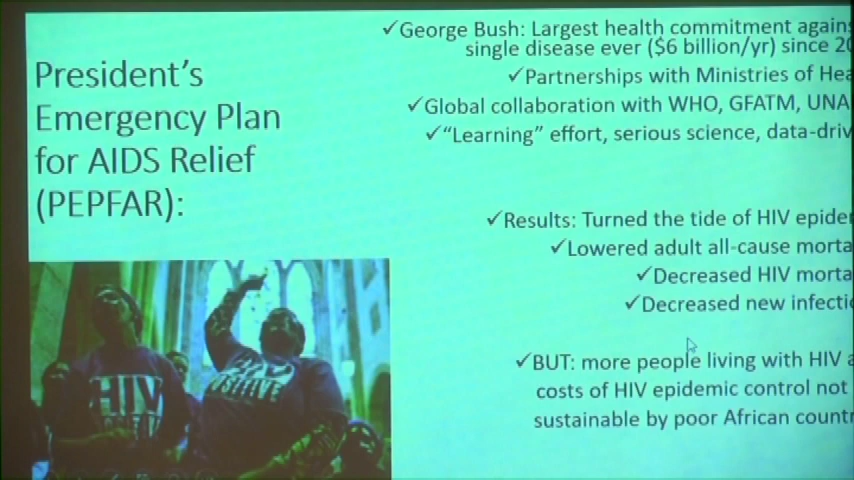 President's
Emergency Plan
for AIDS Relief
(PEPFAR):
✓George Bush: Largest health commitment again
single disease ever ($6 billion/yr) since 20
✓Partnerships with Ministries of Hea
✓Global collaboration with WHO, GFATM, UNA
✓"Learning" effort, serious science, data-driv
✓Results: Turned the tide of HIV epide
✓Lowered adult all-cause morta
✓Decreased HIV morta
✓Decreased new infectio
✓BUT: more people living with HIV a
costs of HIV epidemic control not
sustainable by poor African countr
HIV